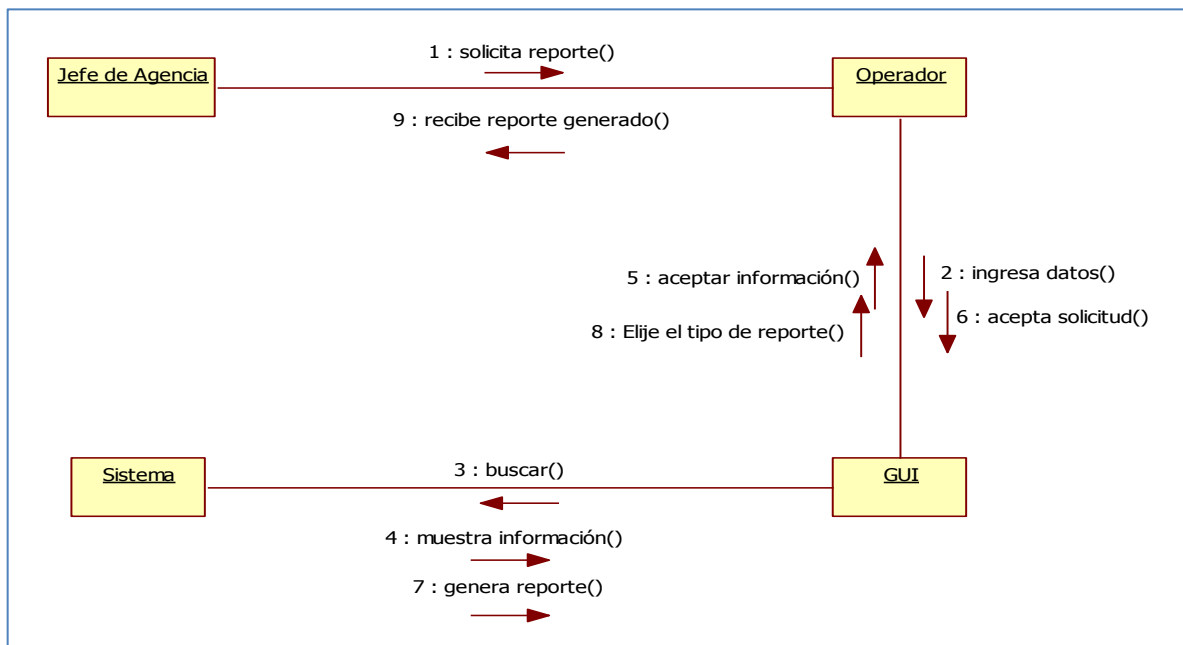 1 : solicita reporte()
Jefe de Agencia
Operador
9 : recibe reporte generado()
5 : aceptar información()
2 : ingresa datos()
8 : Elije el tipo de reporte()
6 : acepta solicitud()
Sistema
3 : buscar()
GUI
4 : muestra información()
7 : genera reporte()